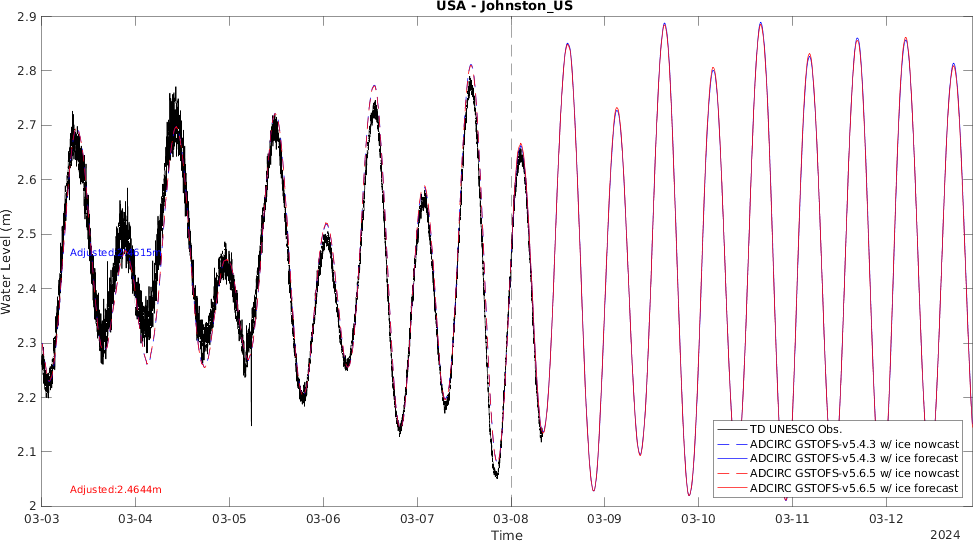 USA - Johnston_US
2.9
2.8
2.7
2.6
2.5
2.4
2.3
2.2
2.1
2
Water Level (m)
Adjusted:
Adjusted:2.4644m
TD UNESCO Obs.
ADCIRC GSTOFS-v5.4.3 w/ ice nowcast
ADCIRC GSTOFS-v5.4.3 w/ ice forecast
ADCIRC GSTOFS-v5.6.5 w/ ice nowcast
ADCIRC GSTOFS-v5.6.5 w/ ice forecast
03-03 03-04 03-05 03-06 03-07 03-08 03-09 03-10 03-11 03-12
Time
2024